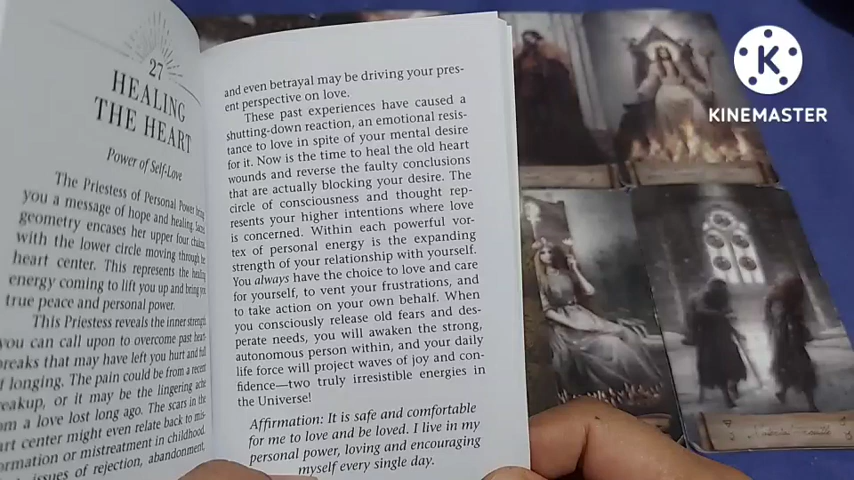 27
HEALING
THE HEART
Power of Self-Love
The Priestess of Personal Power bring
you a message of hope and healing. Sacred
geometry encases her upper four chakras
with the lower circle moving through her
heart center. This represents the healing
energy coming to lift you up and bring you
true peace and personal power.
This Priestess reveals the inner strength
you can call upon to overcome past heart-
breaks that may have left you hurt and full
of longing. The pain could be from a recent
breakup, or it may be the lingering ache
from a love lost long ago. The scars in the
art center might even relate back to mis-
ormation or mistreatment in childhood.
issues of rejection, abandonment,
and even betrayal may be driving your pres-
ent perspective on love.
These past experiences have caused a
shutting-down reaction, an emotional resis-
tance to love in spite of your mental desire
for it. Now is the time to heal the old heart
wounds and reverse the faulty conclusions
that are actually blocking your desire. The
circle of consciousness and thought rep-
resents your higher intentions where love
is concerned. Within each powerful vor-
tex of personal energy is the expanding
strength of your relationship with yourself.
You always have the choice to love and care
for yourself, to vent your frustrations, and
to take action on your own behalf. When
you consciously release old fears and des-
perate needs, you will awaken the strong,
autonomous person within, and your daily
life force will project waves of joy and con-
fidence—two truly irresistible energies in
the Universe!
Affirmation: It is safe and comfortable
for me to love and be loved. I live in my
personal power, loving and encouraging
myself every single day.
K
KINEMASTER